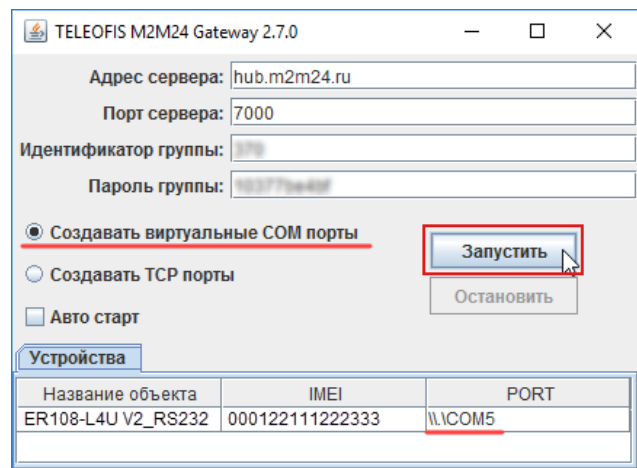 TELEOFIS M2M24 Gateway 2.7.0
Адрес сервера: hub.m2m24.ru
Порт сервера: 7000
Идентификатор группы:
Пароль группы:
Создавать виртуальные COM порты
Запустить
Создавать TCP порты
Остановить
Авто старт
Устройства
Название объекта IMEI PORT
ER108-L4U V2_RS232 000122111222333 \\.\COM5